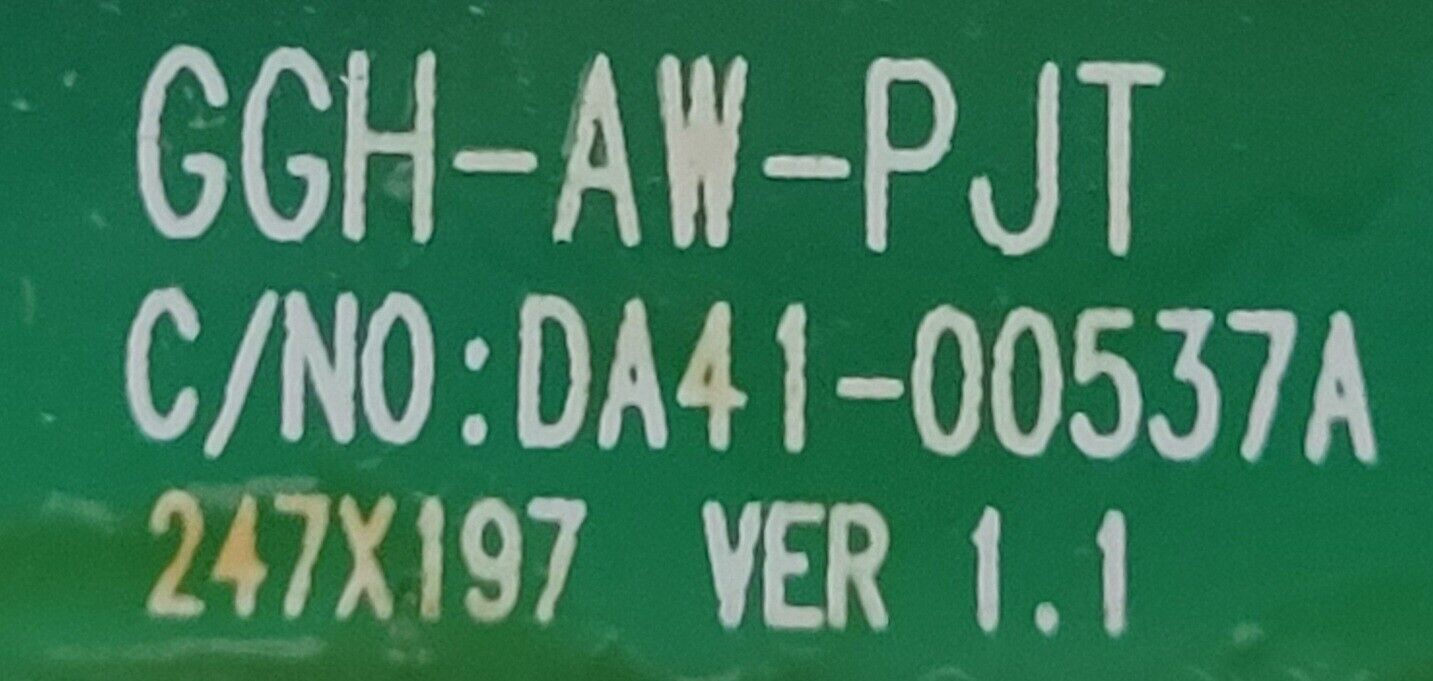 GGH-AW-PJT
C/NO:DA41-00537A
247X197 VER 1.1